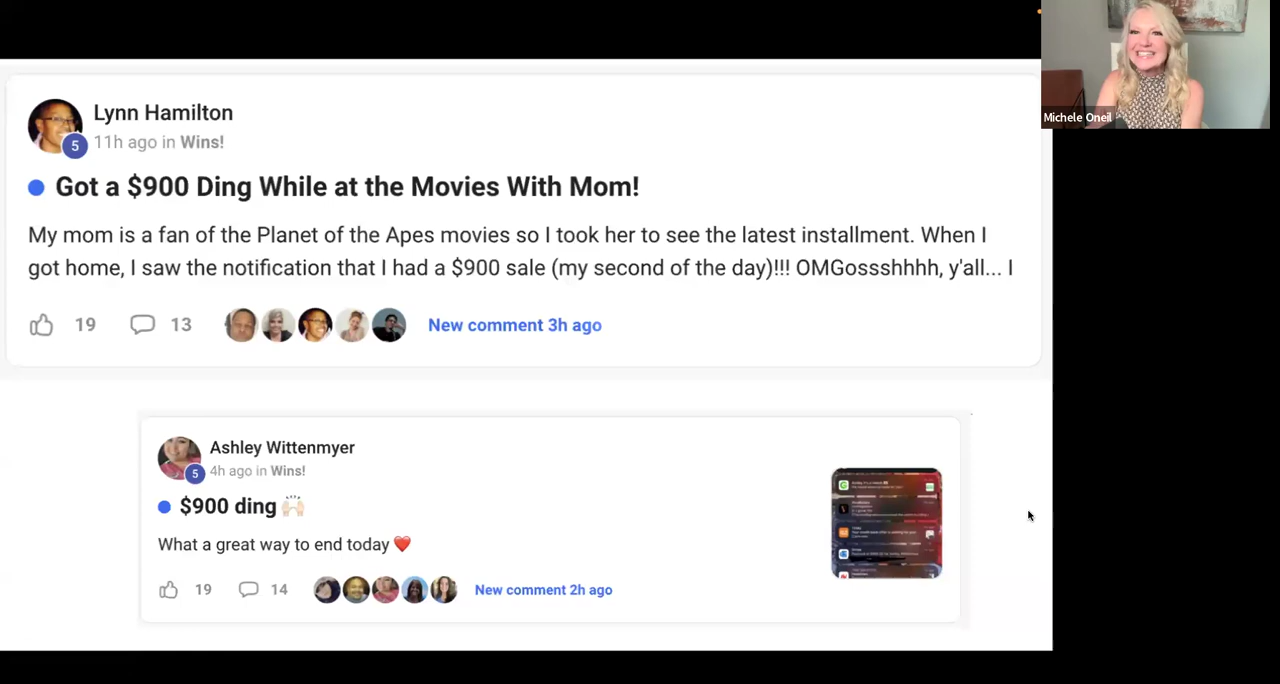 Lynn Hamilton
5
11h ago in Wins!
Got a $900 Ding While at the Movies With Mom!
My mom is a fan of the Planet of the Apes movies so I took her to see the latest installment. When I
got home, I saw the notification that I had a $900 sale (my second of the day)!!! OMGossshhhh, y'all... I
19
13
New comment 3h ago
Michele Oneil
Ashley Wittenmyer
5
4h ago in Wins!
$900 ding 🙌🏻
What a great way to end today ❤️
19
14
New comment 2h ago